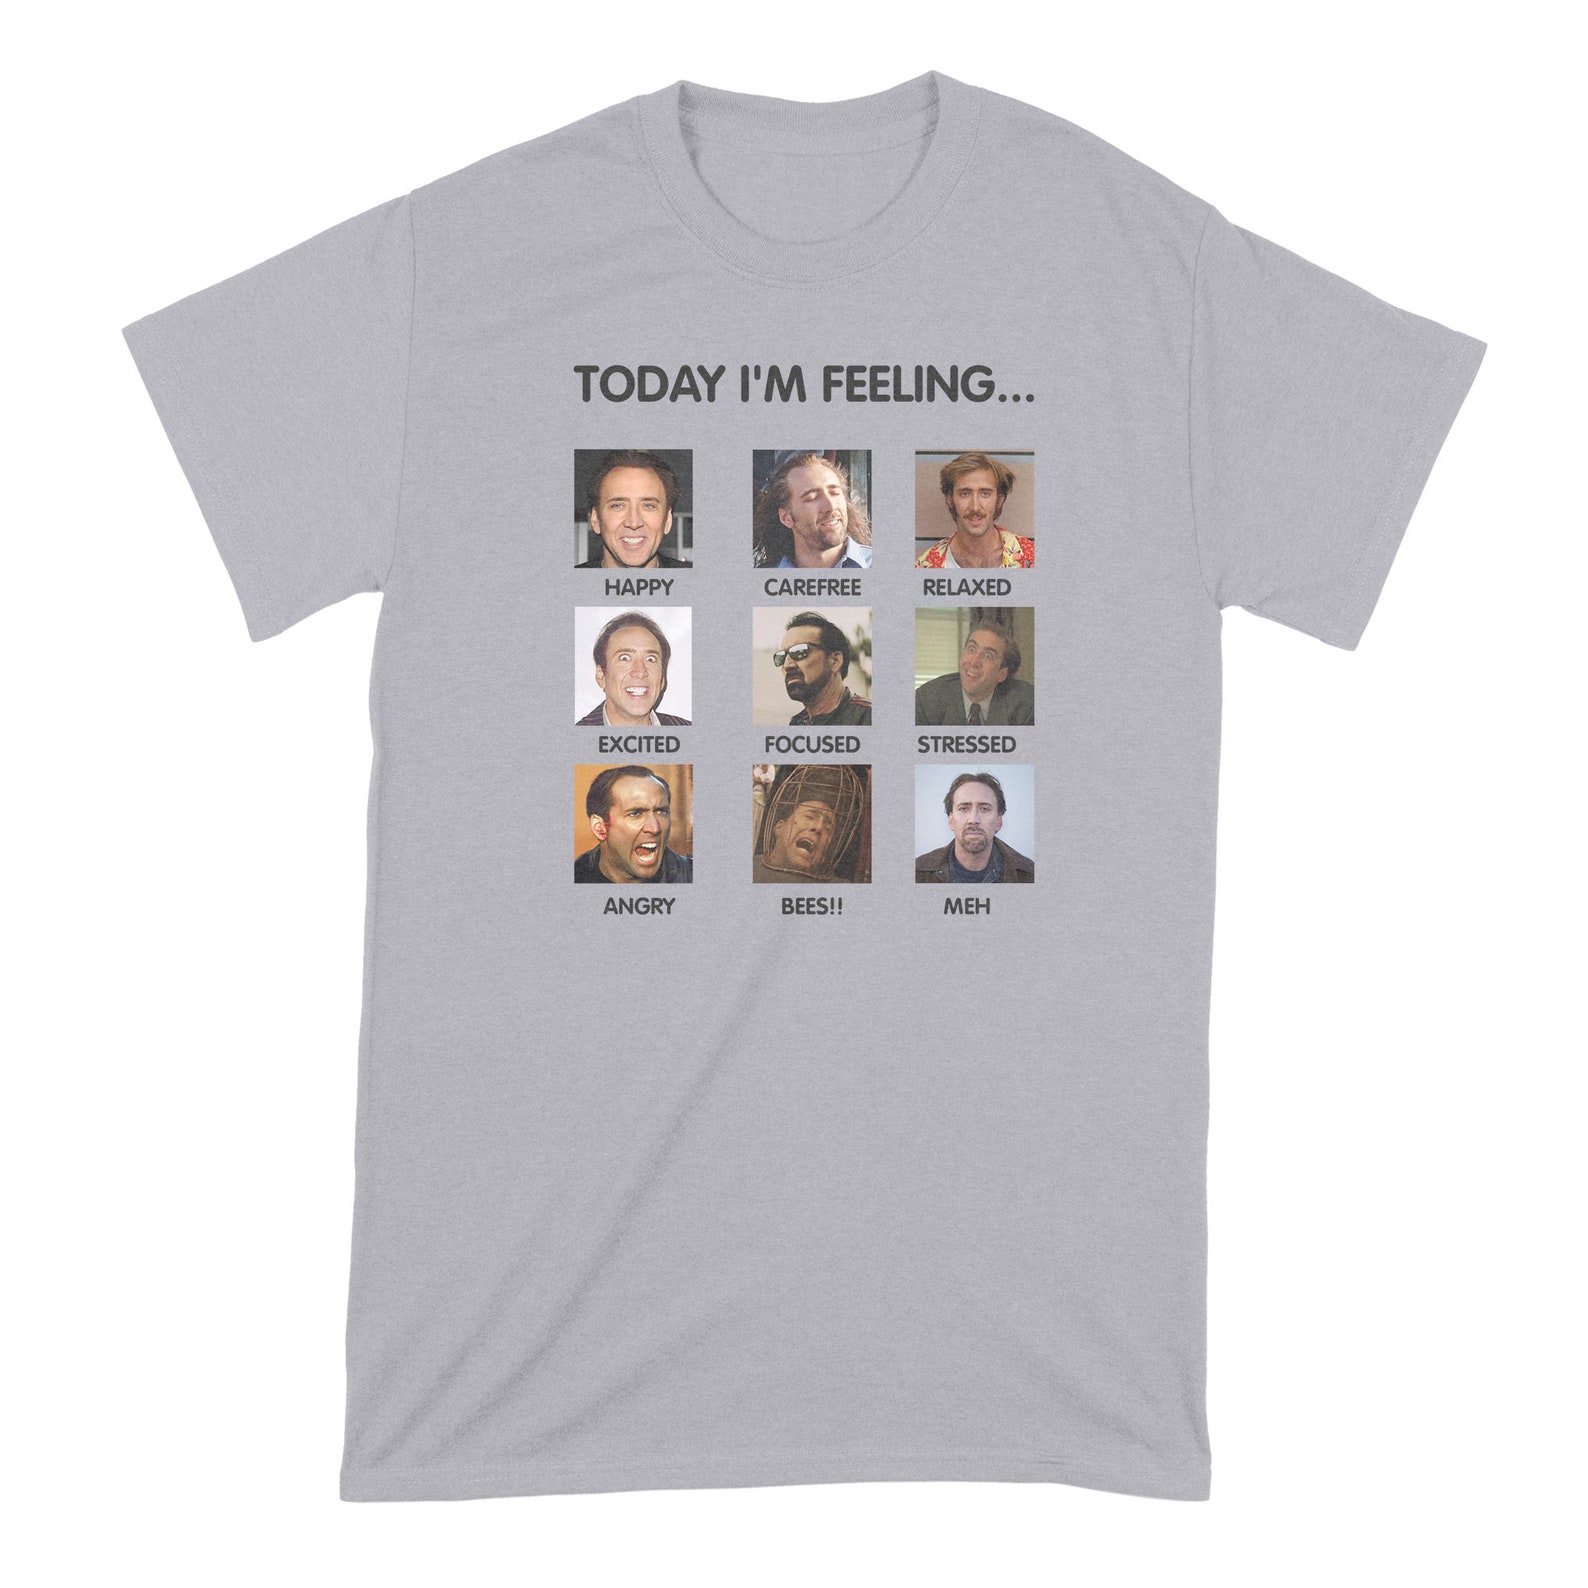 TODAY I'M FEELING...
HAPPY CAREFREE RELAXED
EXCITED FOCUSED STRESSED
ANGRY BEES!! MEH